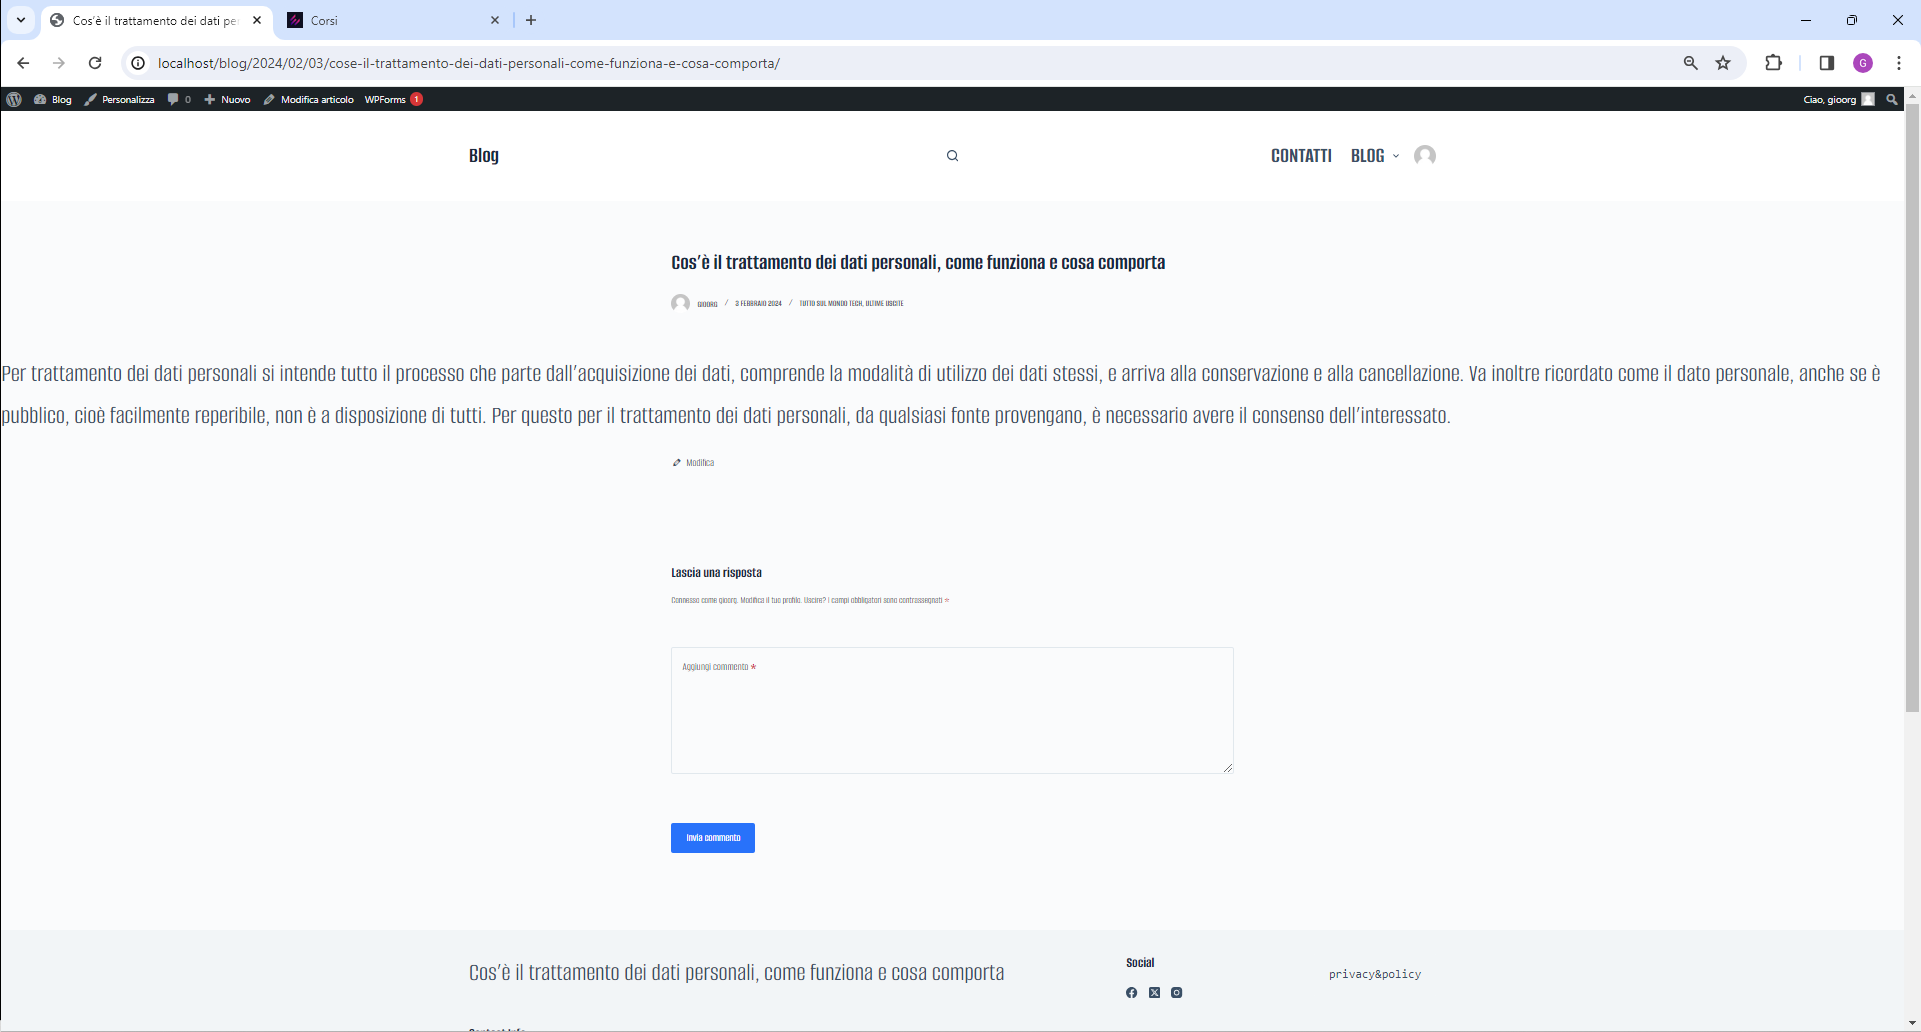 Cos'è il trattamento dei dati pe
Corsi
localhost/blog/2024/02/03/cose-il-trattamento-dei-dati-personali-come-funziona-e-cosa-comporta/
G
Blog Personalizza 0 Nuovo Modifica articolo WPForms 1 Ciao, gioorg
Blog CONTATTI BLOG
Cos'è il trattamento dei dati personali, come funziona e cosa comporta
GIOORG / 3 FEBBRAIO 2024 / TUTTO SUL MONDO TECH, ULTIME USCITE
Per trattamento dei dati personali si intende tutto il processo che parte dall'acquisizione dei dati, comprende la modalità di utilizzo dei dati stessi, e arriva alla conservazione e alla cancellazione. Va inoltre ricordato come il dato personale, anche se è
pubblico, cioè facilmente reperibile, non è a disposizione di tutti. Per questo per il trattamento dei dati personali, da qualsiasi fonte provengano, è necessario avere il consenso dell'interessato.
Modifica
Lascia una risposta
Connesso come gioorg. Modifica il tuo profilo. Uscire? I campi obbligatori sono contrassegnati *
Aggiungi commento *
Invia commento
Cos'è il trattamento dei dati personali, come funziona e cosa comporta
Social
privacy&policy